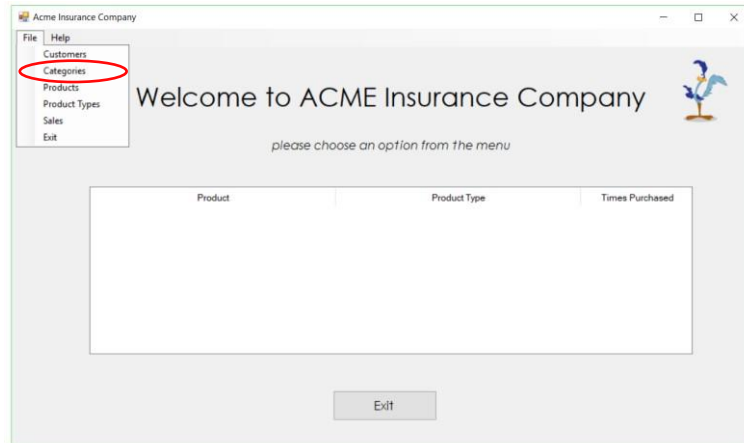 Acme Insurance Company
File Help
Customers
Categories
Products
Product Types
Sales
Exit
Welcome to ACME Insurance Company
please choose an option from the menu
Product Product Type Times Purchased
Exit